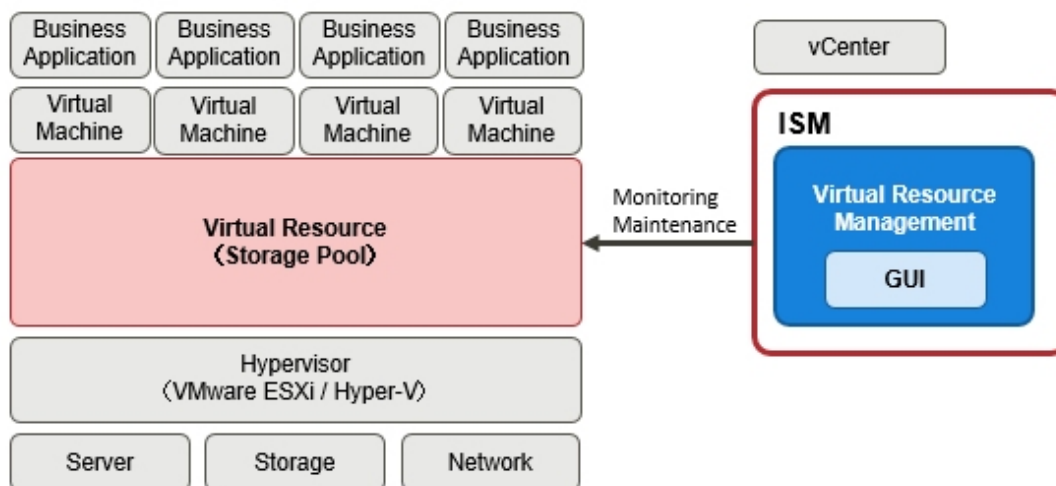 Business
Application
Business
Application
Business
Application
Business
Application
Virtual
Machine
Virtual
Machine
Virtual
Machine
Virtual
Machine
Virtual Resource
（Storage Pool）
Hypervisor
（VMware ESXi / Hyper-V）
Server
Storage
Network
Monitoring
Maintenance
vCenter
ISM
Virtual Resource
Management
GUI